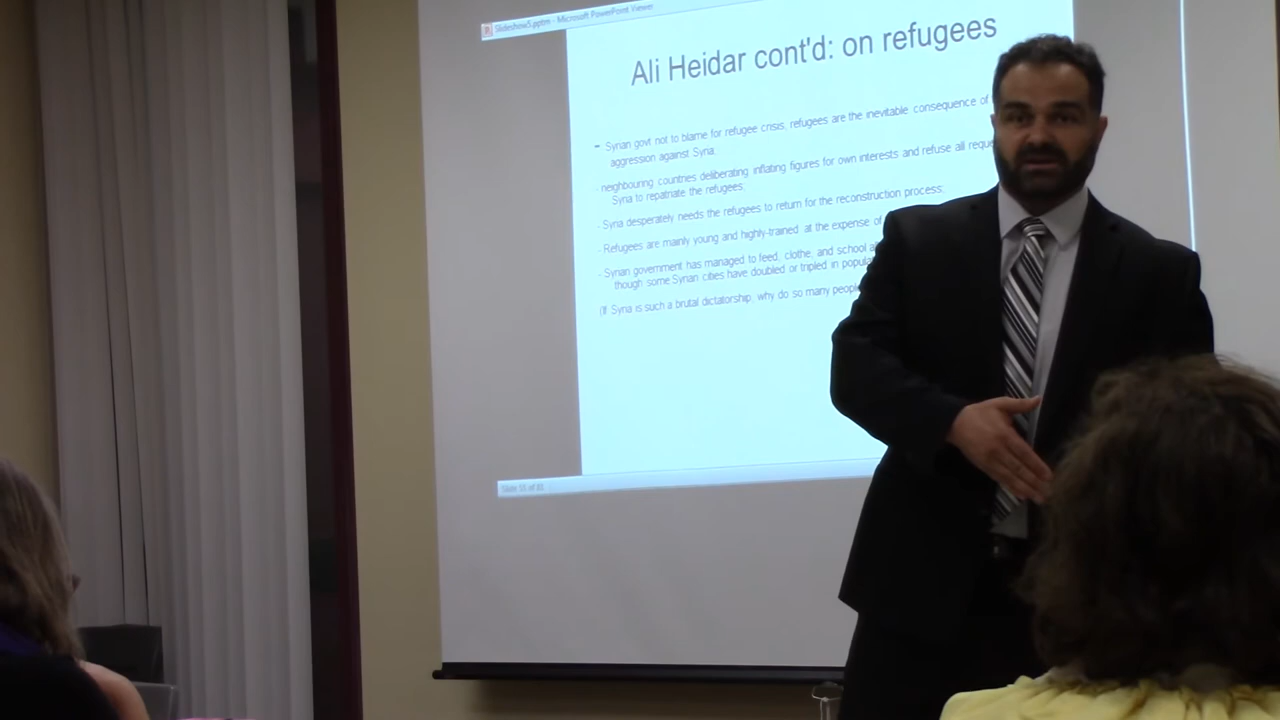 Slideshow5.pptm - Microsoft PowerPoint Viewer
Ali Heidar cont'd: on refugees
- Syrian govt not to blame for refugee crisis, refugees are the inevitable consequence of
aggression against Syria;
- neighbouring countries deliberating inflating figures for own interests and refuse all reque
Syria to repatriate the refugees;
- Syria desperately needs the refugees to return for the reconstruction process;
- Refugees are mainly young and highly-trained at the expense of
- Syrian government has managed to feed, clothe, and school al
though some Syrian cities have doubled or tripled in popula
(If Syria is such a brutal dictatorship, why do so many people
Slide of